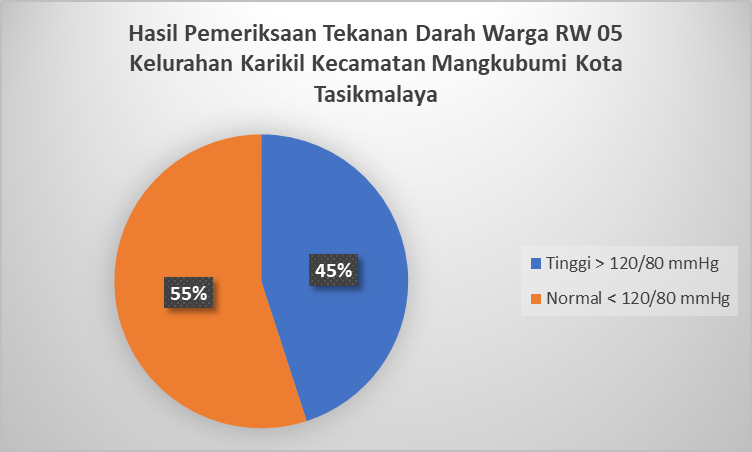 Hasil Pemeriksaan Tekanan Darah Warga RW 05
Kelurahan Karikil Kecamatan Mangkubumi Kota
Tasikmalaya
45%
55%
Tinggi > 120/80 mmHg
Normal < 120/80 mmHg